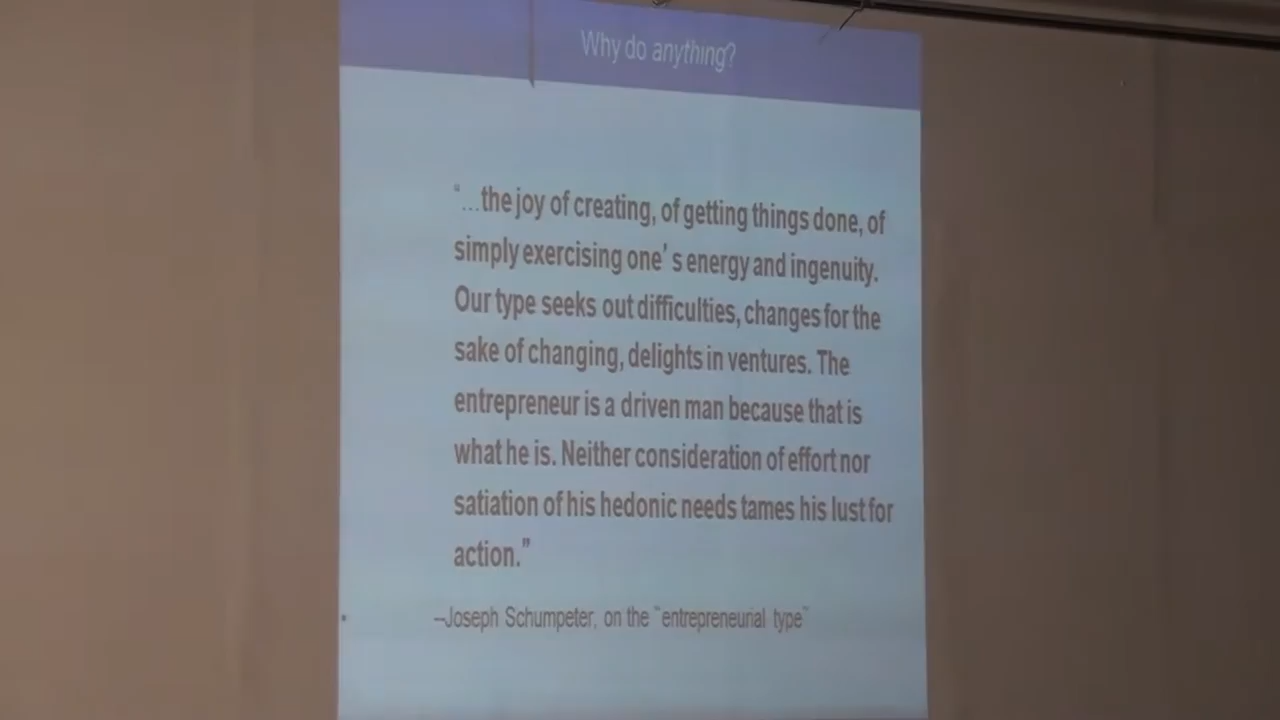 Why do anything?
“…the joy of creating, of getting things done, of
simply exercising one’ s energy and ingenuity.
Our type seeks out difficulties, changes for the
sake of changing, delights in ventures. The
entrepreneur is a driven man because that is
what he is. Neither consideration of effort nor
satiation of his hedonic needs tames his lust for
action.”
–Joseph Schumpeter, on the “entrepreneurial type”